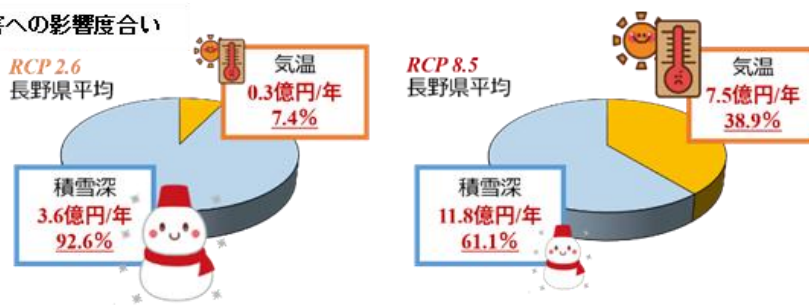 害への影響度合い
RCP 2.6
長野県平均
気温
0.3億円/年
7.4%
積雪深
3.6億円/年
92.6%
RCP 8.5
長野県平均
気温
7.5億円/年
38.9%
積雪深
11.8億円/年
61.1%